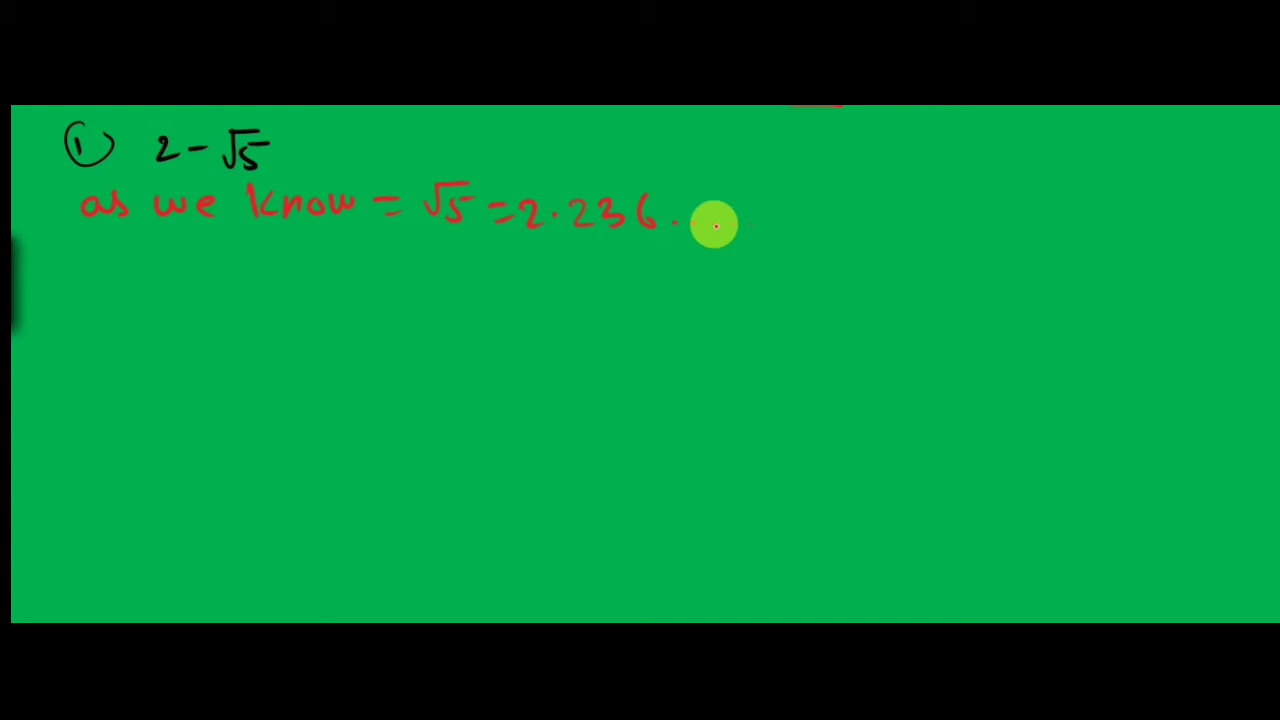 ① 2-√5
as we know = √5 = 2.236...